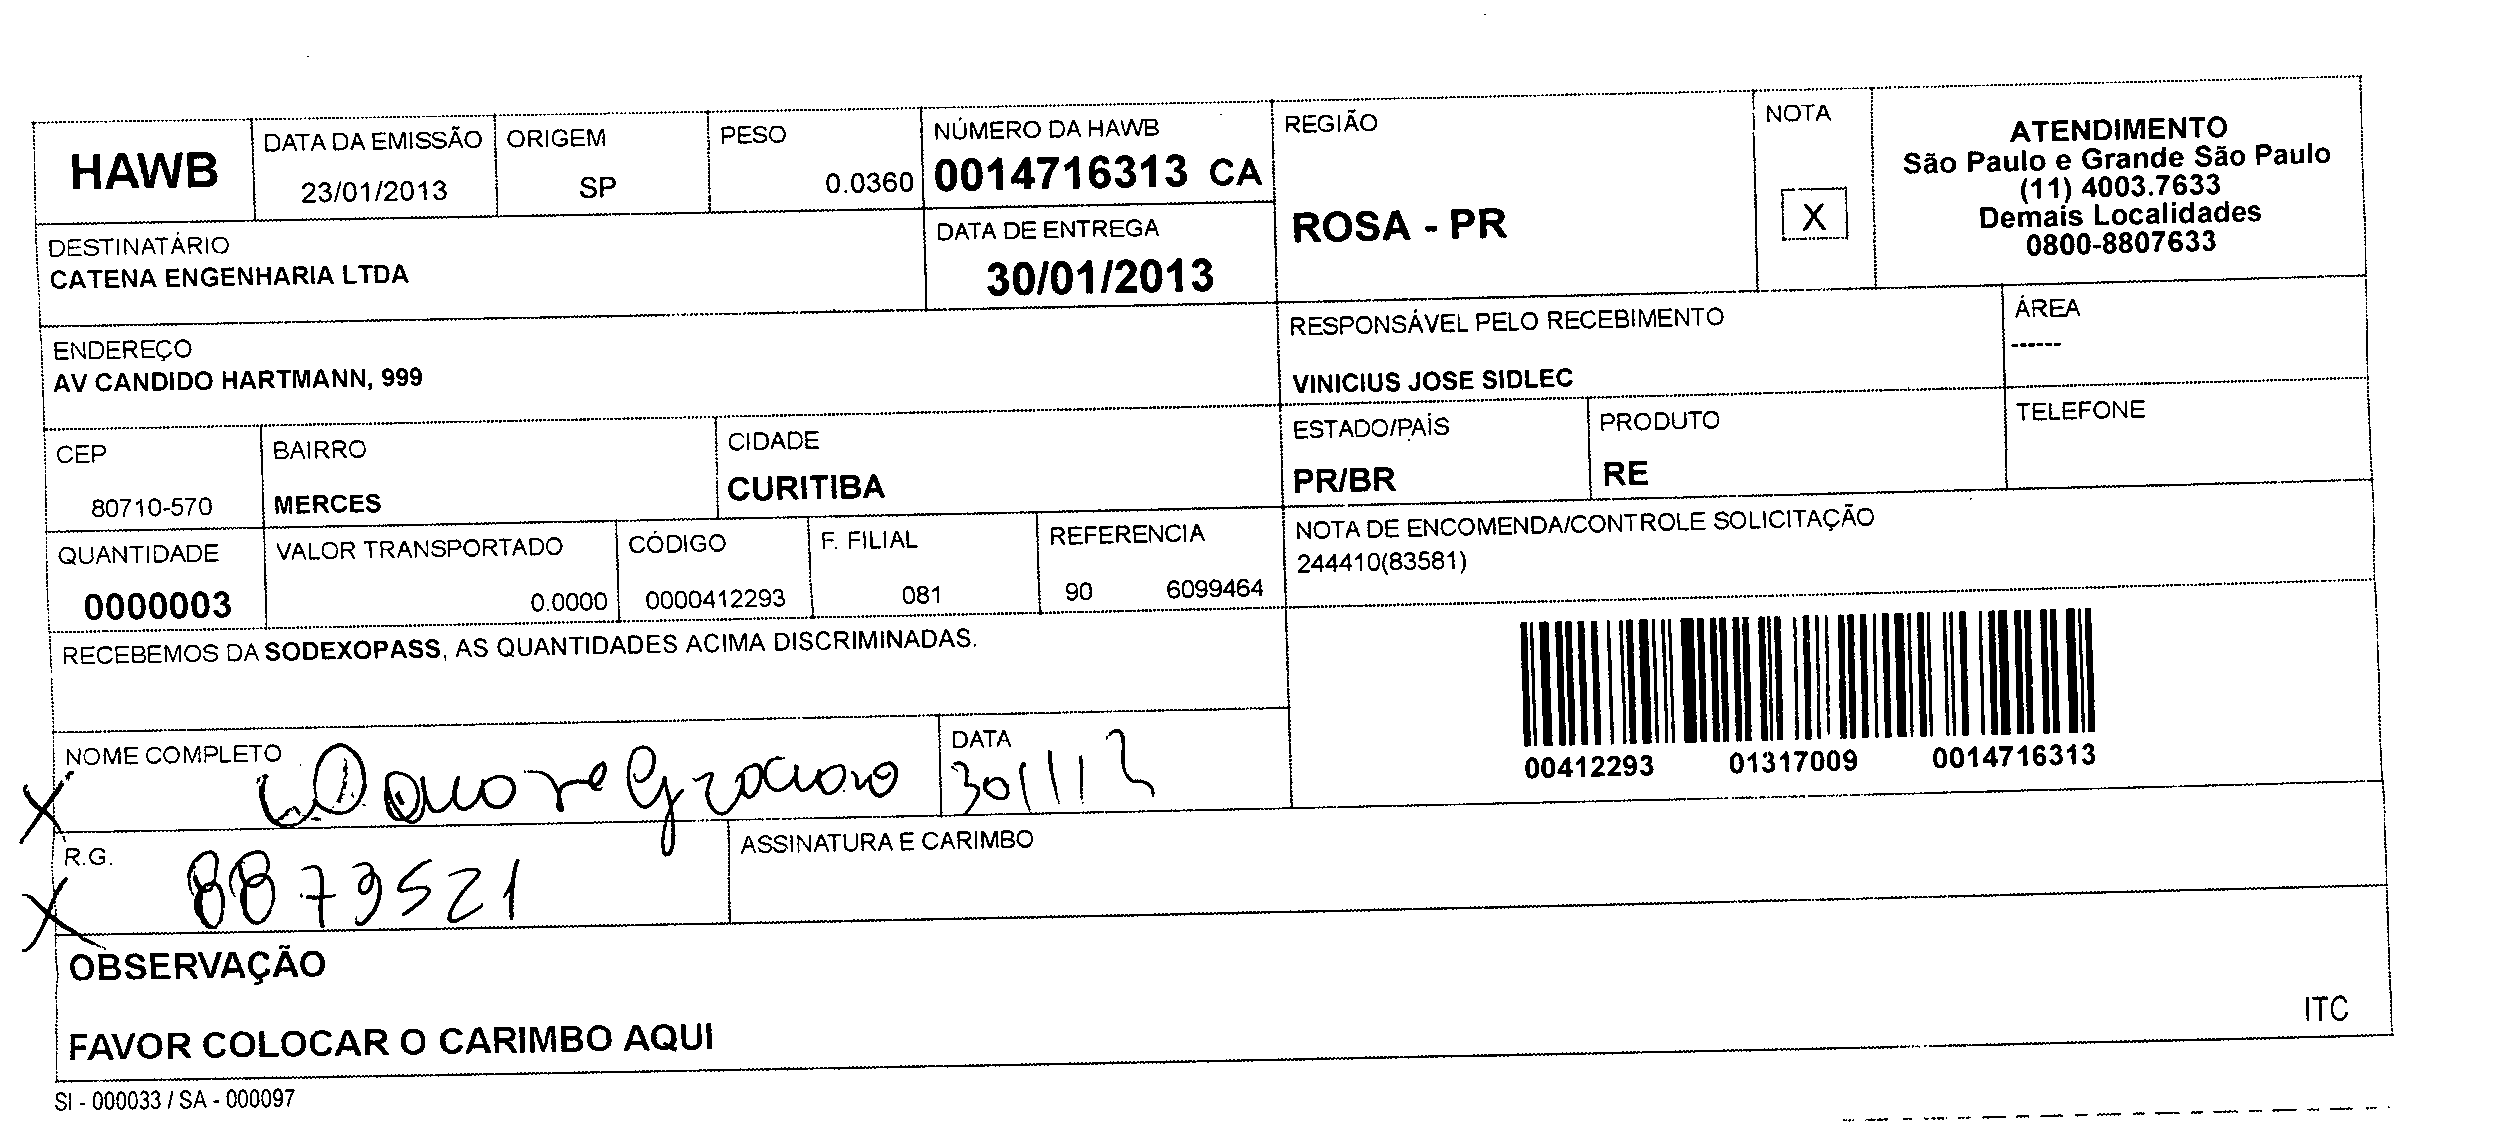 HAWB
DATA DA EMISSÃO
23/01/2013
ORIGEM
SP
PESO
0.0360
NÚMERO DA HAWB
0014716313 CA
REGIÃO
ROSA - PR
NOTA
X
ATENDIMENTO
São Paulo e Grande São Paulo
(11) 4003.7633
Demais Localidades
0800-8807633
DESTINATÁRIO
CATENA ENGENHARIA LTDA
DATA DE ENTREGA
30/01/2013
ENDEREÇO
AV CANDIDO HARTMANN, 999
RESPONSÁVEL PELO RECEBIMENTO
VINICIUS JOSE SIDLEC
ÁREA
------
CEP
80710-570
BAIRRO
MERCES
CIDADE
CURITIBA
ESTADO/PAÍS
PR/BR
PRODUTO
RE
TELEFONE
QUANTIDADE
0000003
VALOR TRANSPORTADO
0.0000
CÓDIGO
0000412293
F. FILIAL
081
REFERENCIA
90 6099464
NOTA DE ENCOMENDA/CONTROLE SOLICITAÇÃO
244410(83581)
RECEBEMOS DA SODEXOPASS, AS QUANTIDADES ACIMA DISCRIMINADAS.
00412293 01317009 0014716313
NOME COMPLETO
DATA
30/1/13
R.G.
8873521
ASSINATURA E CARIMBO
OBSERVAÇÃO
FAVOR COLOCAR O CARIMBO AQUI
ITC
SI - 000033 / SA - 000097